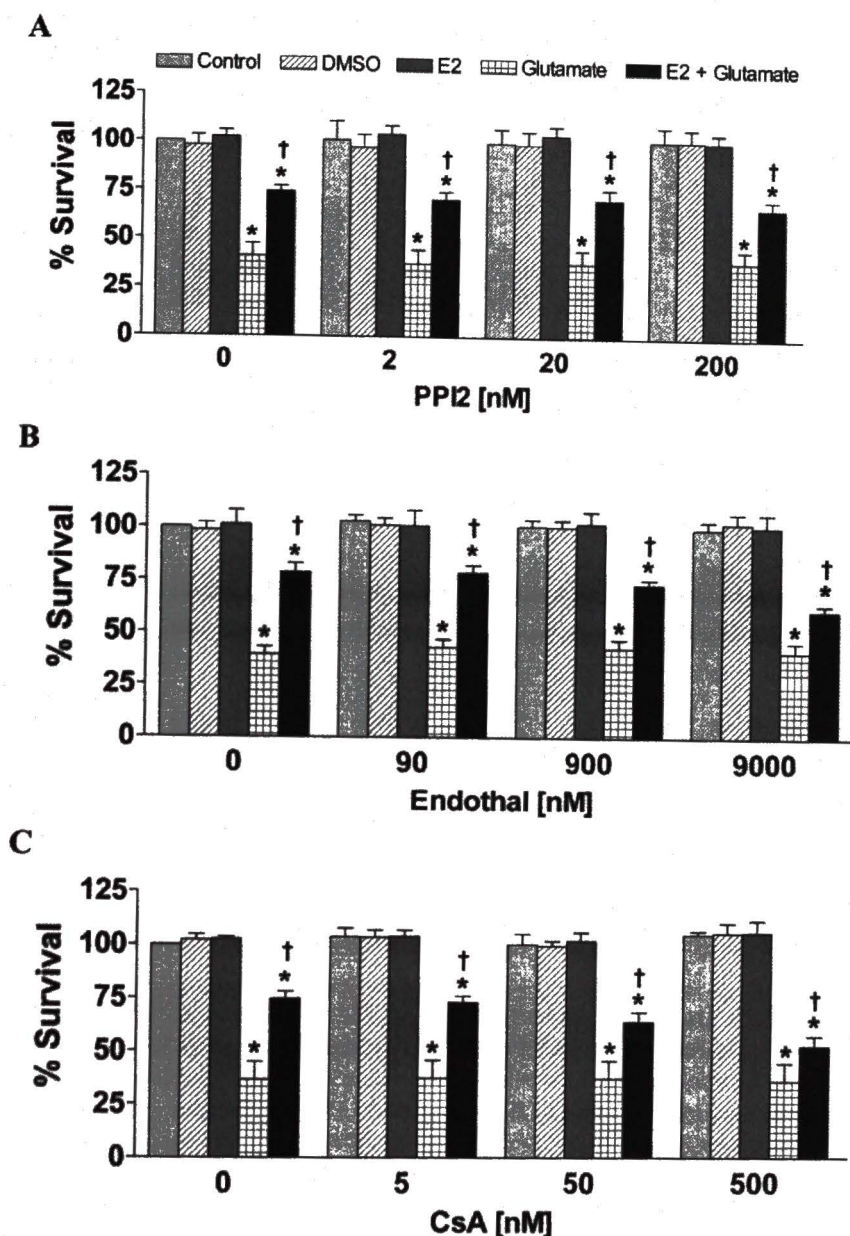 A
Control DMSO E2 Glutamate E2 + Glutamate
125
100
75
50
25
0
% Survival
† * * † * * † * * † * *
0 2 20 200
PPI2 [nM]
B
125
100
75
50
25
0
% Survival
† * * † * * † * * † * *
0 90 900 9000
Endothal [nM]
C
125
100
75
50
25
0
% Survival
† * * † * * † * * † * *
0 5 50 500
CsA [nM]